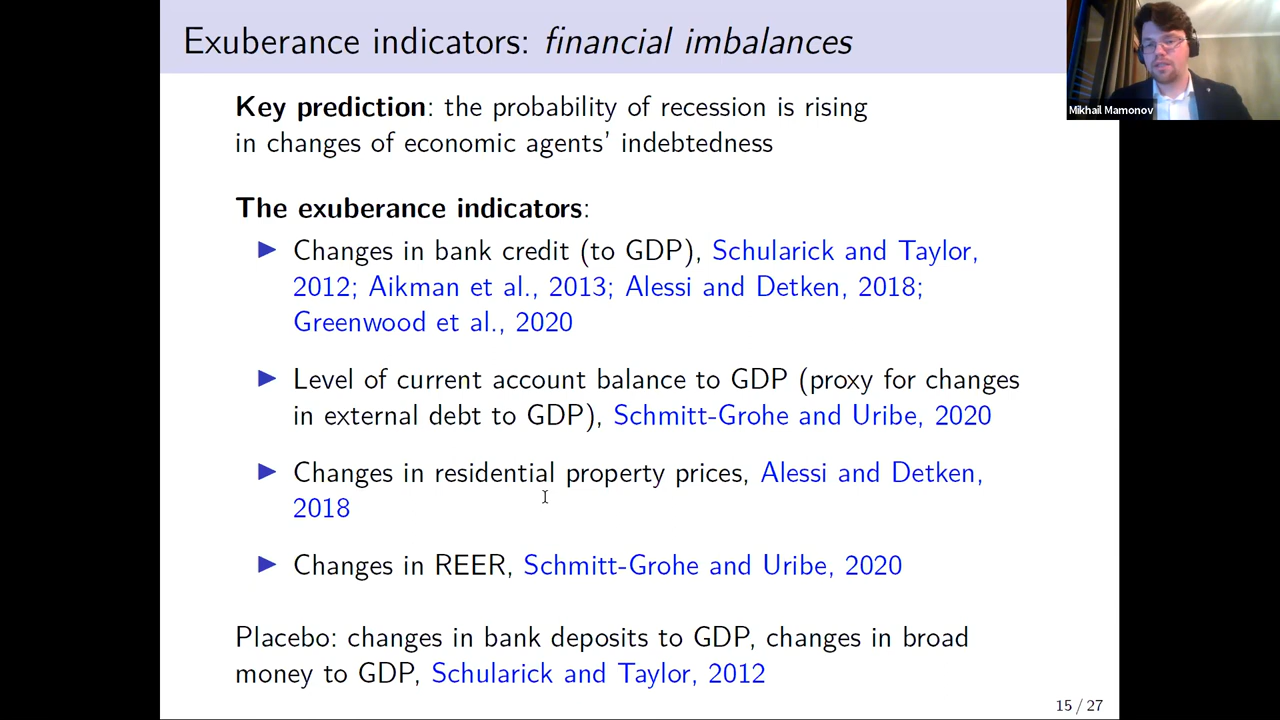 Exuberance indicators: financial imbalances
Mikhail Mamonov
Key prediction: the probability of recession is rising
in changes of economic agents’ indebtedness
The exuberance indicators:
▶ Changes in bank credit (to GDP), Schularick and Taylor,
2012; Aikman et al., 2013; Alessi and Detken, 2018;
Greenwood et al., 2020
▶ Level of current account balance to GDP (proxy for changes
in external debt to GDP), Schmitt-Grohe and Uribe, 2020
▶ Changes in residential property prices, Alessi and Detken,
2018
▶ Changes in REER, Schmitt-Grohe and Uribe, 2020
Placebo: changes in bank deposits to GDP, changes in broad
money to GDP, Schularick and Taylor, 2012
15 / 27